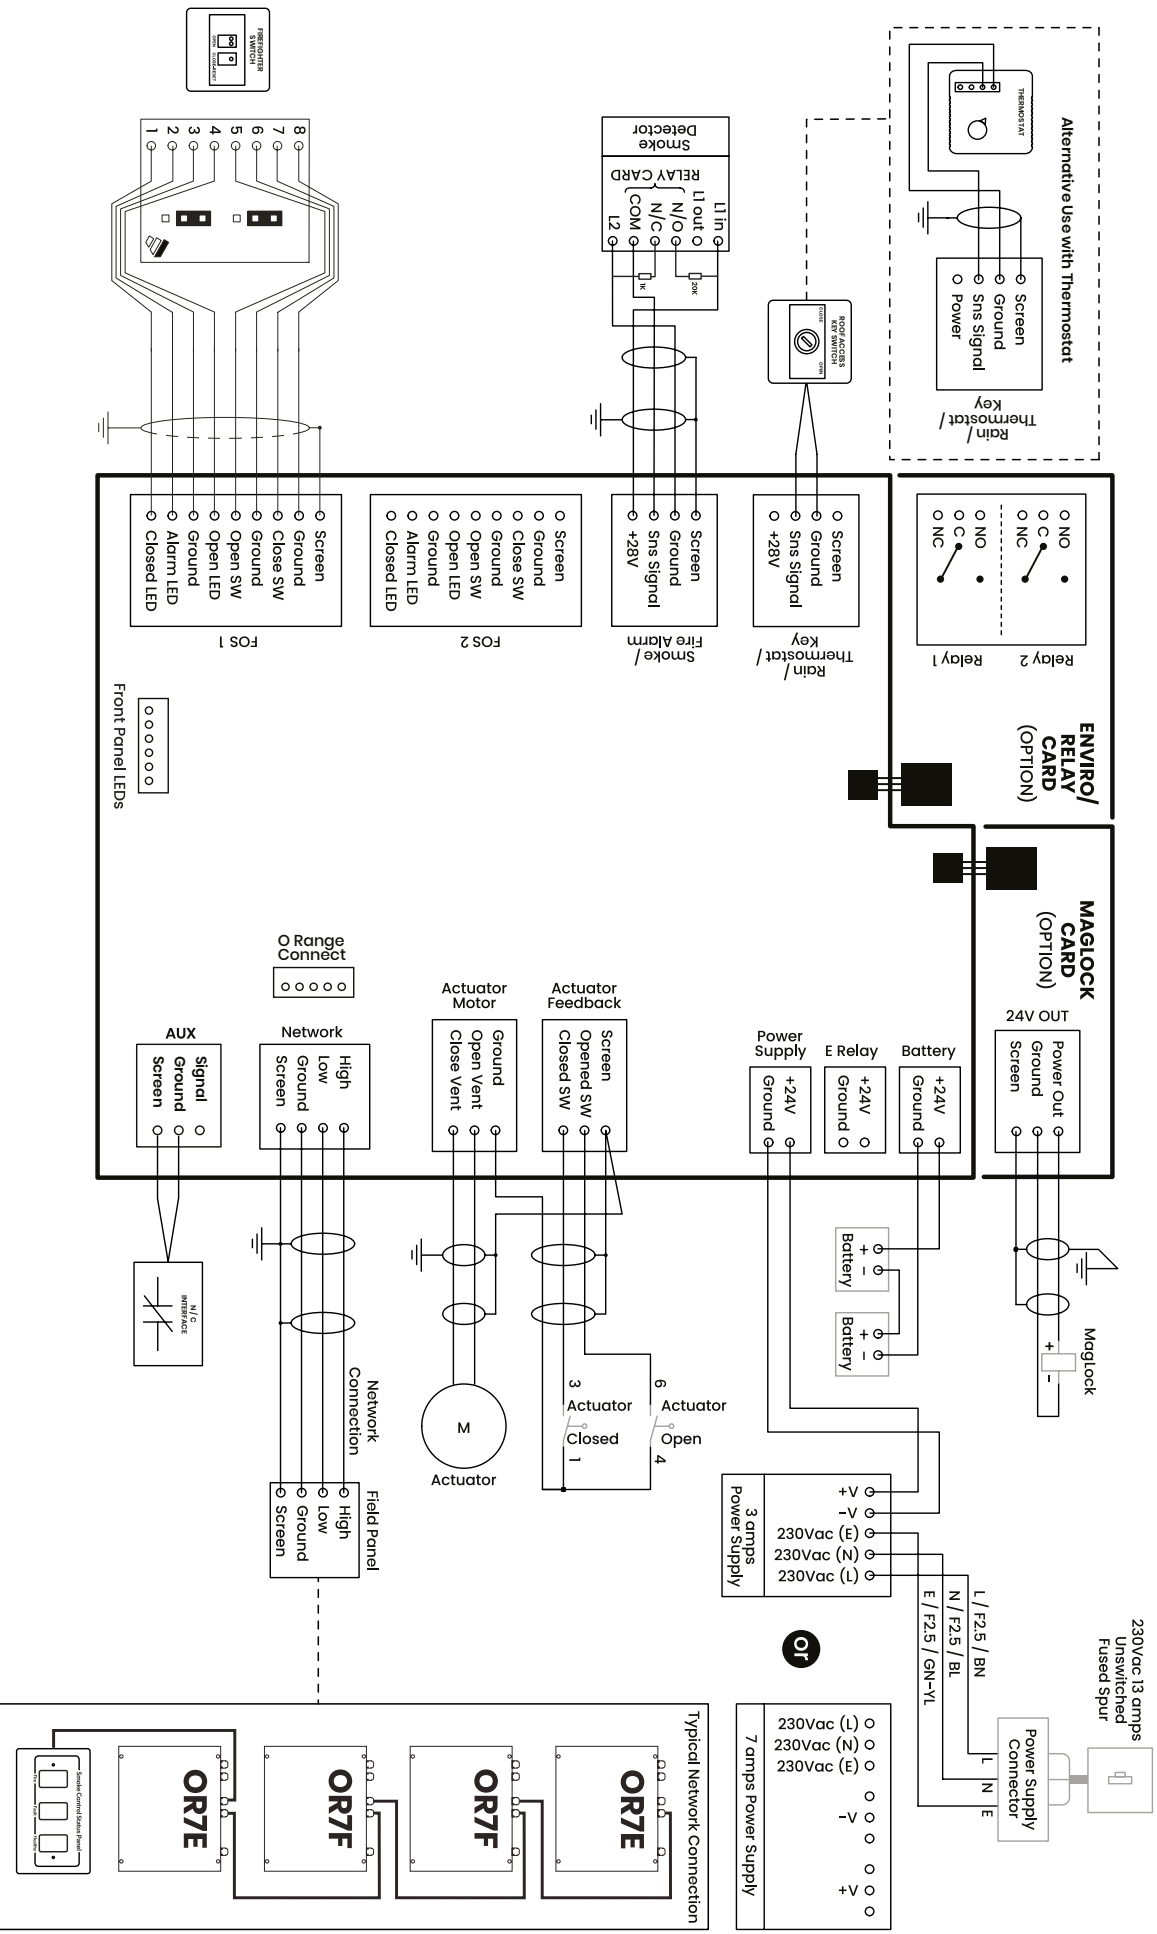 FIREFIGHTER
SWITCH
OPEN
CLOSE-RESET
1
2
3
4
5
6
7
8
Smoke
Detector
RELAY CARD
L2
COM
N/C
N/O
L1 out
L1 in
1K
20K
ROOF ACCESS
KEY SWITCH
CLOSE
OPEN
Alternative Use with Thermostat
THERMOSTAT
Screen
Ground
Sns Signal
Power
Rain/
Thermostat/
Key
Closed LED
Alarm LED
Ground
Open LED
Open SW
Ground
Close SW
Ground
Screen
FOS 1
Closed LED
Alarm LED
Ground
Open LED
Open SW
Ground
Close SW
Ground
Screen
FOS 2
+28V
Sns Signal
Ground
Screen
Smoke/
Fire Alarm
+28V
Sns Signal
Ground
Screen
Rain/
Thermostat/
Key
NC
C
NO
NC
C
NO
Relay 1
Relay 2
Front Panel LEDs
ENVIRO/
RELAY
CARD
(OPTION)
MAGLOCK
CARD
(OPTION)
O Range
Connect
AUX
Screen
Ground
Signal
Network
Screen
Ground
Low
High
Actuator
Motor
Close Vent
Open Vent
Ground
Actuator
Feedback
Closed SW
Opened SW
Screen
Power
Supply
Ground
+24V
E Relay
Ground
+24V
Battery
Ground
+24V
24V OUT
Screen
Ground
Power Out
N/C
INTERFACE
Battery
+ -
Battery
+ -
MagLock
+ -
Network
Connection
M
Actuator
3
Actuator
Closed
1
6
Actuator
Open
4
Field Panel
Screen
Ground
Low
High
3 amps
Power Supply
+V
-V
230Vac (E)
230Vac (N)
230Vac (L)
E / F2.5 / GN-YL
N / F2.5 / BL
L / F2.5 / BN
or
230Vac 13 amps
Unswitched
Fused Spur
Power Supply
Connector
L
N
E
7 amps Power Supply
230Vac (L)
230Vac (N)
230Vac (E)
-V
+V
Typical Network Connection
OR7E
OR7F
OR7F
OR7E
Smoke Control Status Panel
Fire
Fault
Healthy